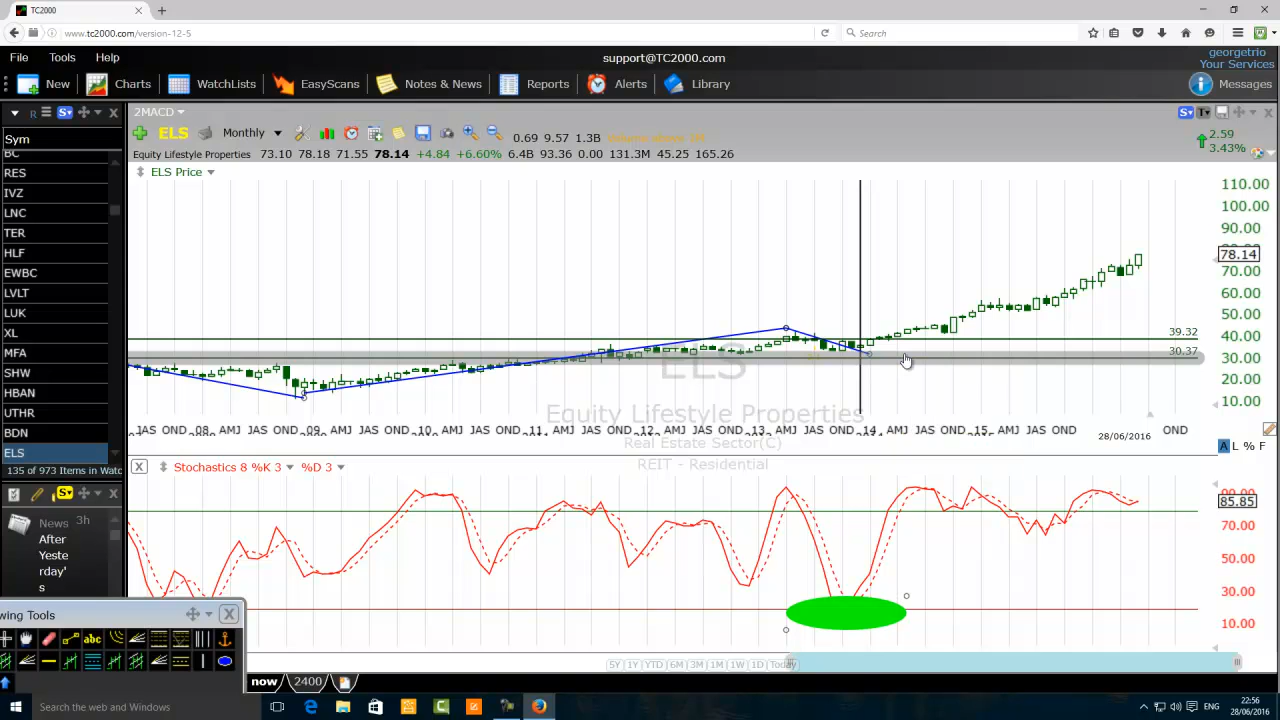 TC2000
www.tc2000.com/version-12-5
Search
File Tools Help
support@TC2000.com
georgetrio
Your Services
New Charts WatchLists EasyScans Notes & News Reports Alerts Library
Messages
2MACD
ELS Monthly
0.69 9.57 1.3B
2.59
3.43%
Equity Lifestyle Properties 73.10 78.18 71.55 78.14 +4.84 +6.60% 6.4B 93.36 0.00 131.3M 45.25 165.26
ELS Price
Sym
BC
RES
IVZ
LNC
TER
HLF
EWBC
LVLT
LUK
XL
MFA
SHW
HBAN
UTHR
BDN
ELS
135 of 973 Items in Watc
110.00
100.00
90.00
78.14
70.00
60.00
50.00
40.00
30.00
20.00
10.00
39.32
30.37
ELS
Equity Lifestyle Properties
Real Estate Sector(C)
REIT - Residential
JAS OND 08 AMJ JAS OND 2009 AMJ JAS OND 10 AMJ JAS OND 2011 AMJ JAS OND 12 AMJ JAS OND 13 AMJ JAS OND 14 AMJ JAS OND 2015 AMJ JAS OND
28/06/2016
OND
A L % F
Stochastics 8 %K 3 %D 3
90.00
85.85
70.00
50.00
30.00
10.00
News 3h
After
Yeste
rday'
s
wing Tools
abc
5Y 1Y YTD 6M 3M 1M 1W 1D Today
now 2400
Search the web and Windows
ENG
22:56
28/06/2016